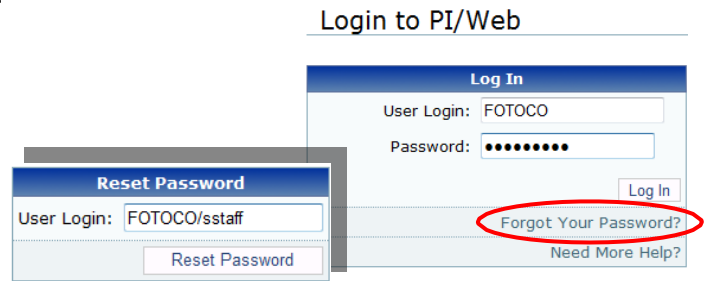 Login to PI/Web
Log In
User Login: FOTOCO
Password: •••••••••
Log In
Forgot Your Password?
Need More Help?
Reset Password
User Login: FOTOCO/sstaff
Reset Password